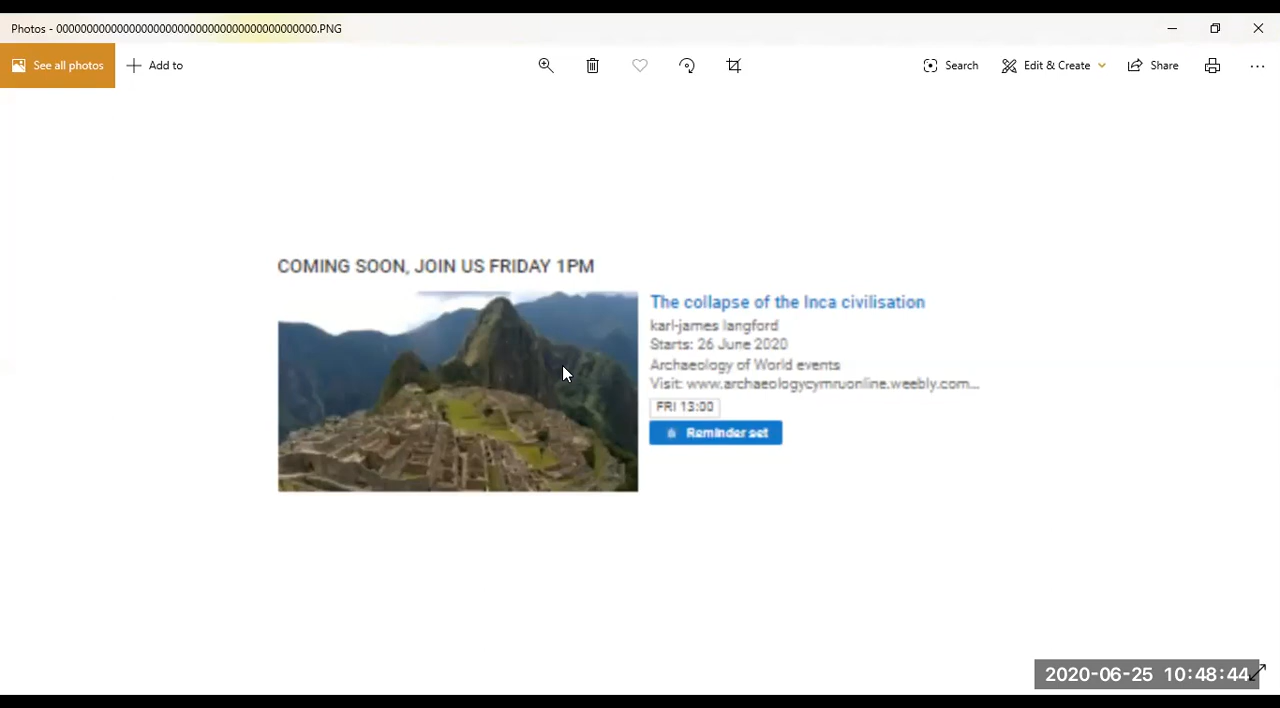 Photos - 00000000000000000000000000000000000000000000.PNG
See all photos
Add to
Search
Edit & Create
Share
COMING SOON, JOIN US FRIDAY 1PM
The collapse of the Inca civilisation
karl-james langford
Starts: 26 June 2020
Archaeology of World events
Visit: www.archaeologycymruonline.weebly.com...
FRI 13:00
Reminder set
2020-06-25 10:48:44